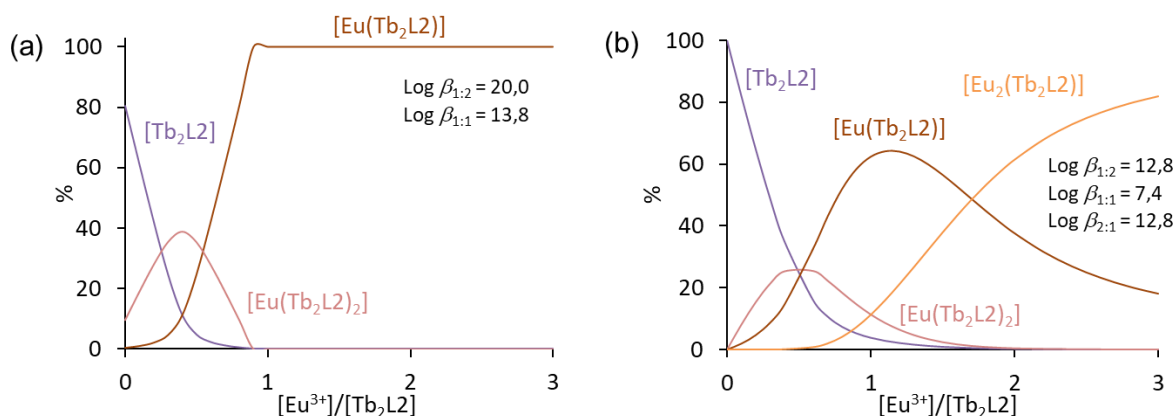 (a)
[Eu(Tb₂L2)]
100
80
60
40
20
0
%
[Tb₂L2]
Log β₁:₂ = 20,0
Log β₁:₁ = 13,8
[Eu(Tb₂L2)₂]
0 1 2 3
[Eu³⁺]/[Tb₂L2]
(b)
100
80
60
40
20
0
%
[Tb₂L2]
[Eu₂(Tb₂L2)]
[Eu(Tb₂L2)]
Log β₁:₂ = 12,8
Log β₁:₁ = 7,4
Log β₂:₁ = 12,8
[Eu(Tb₂L2)₂]
0 1 2 3
[Eu³⁺]/[Tb₂L2]